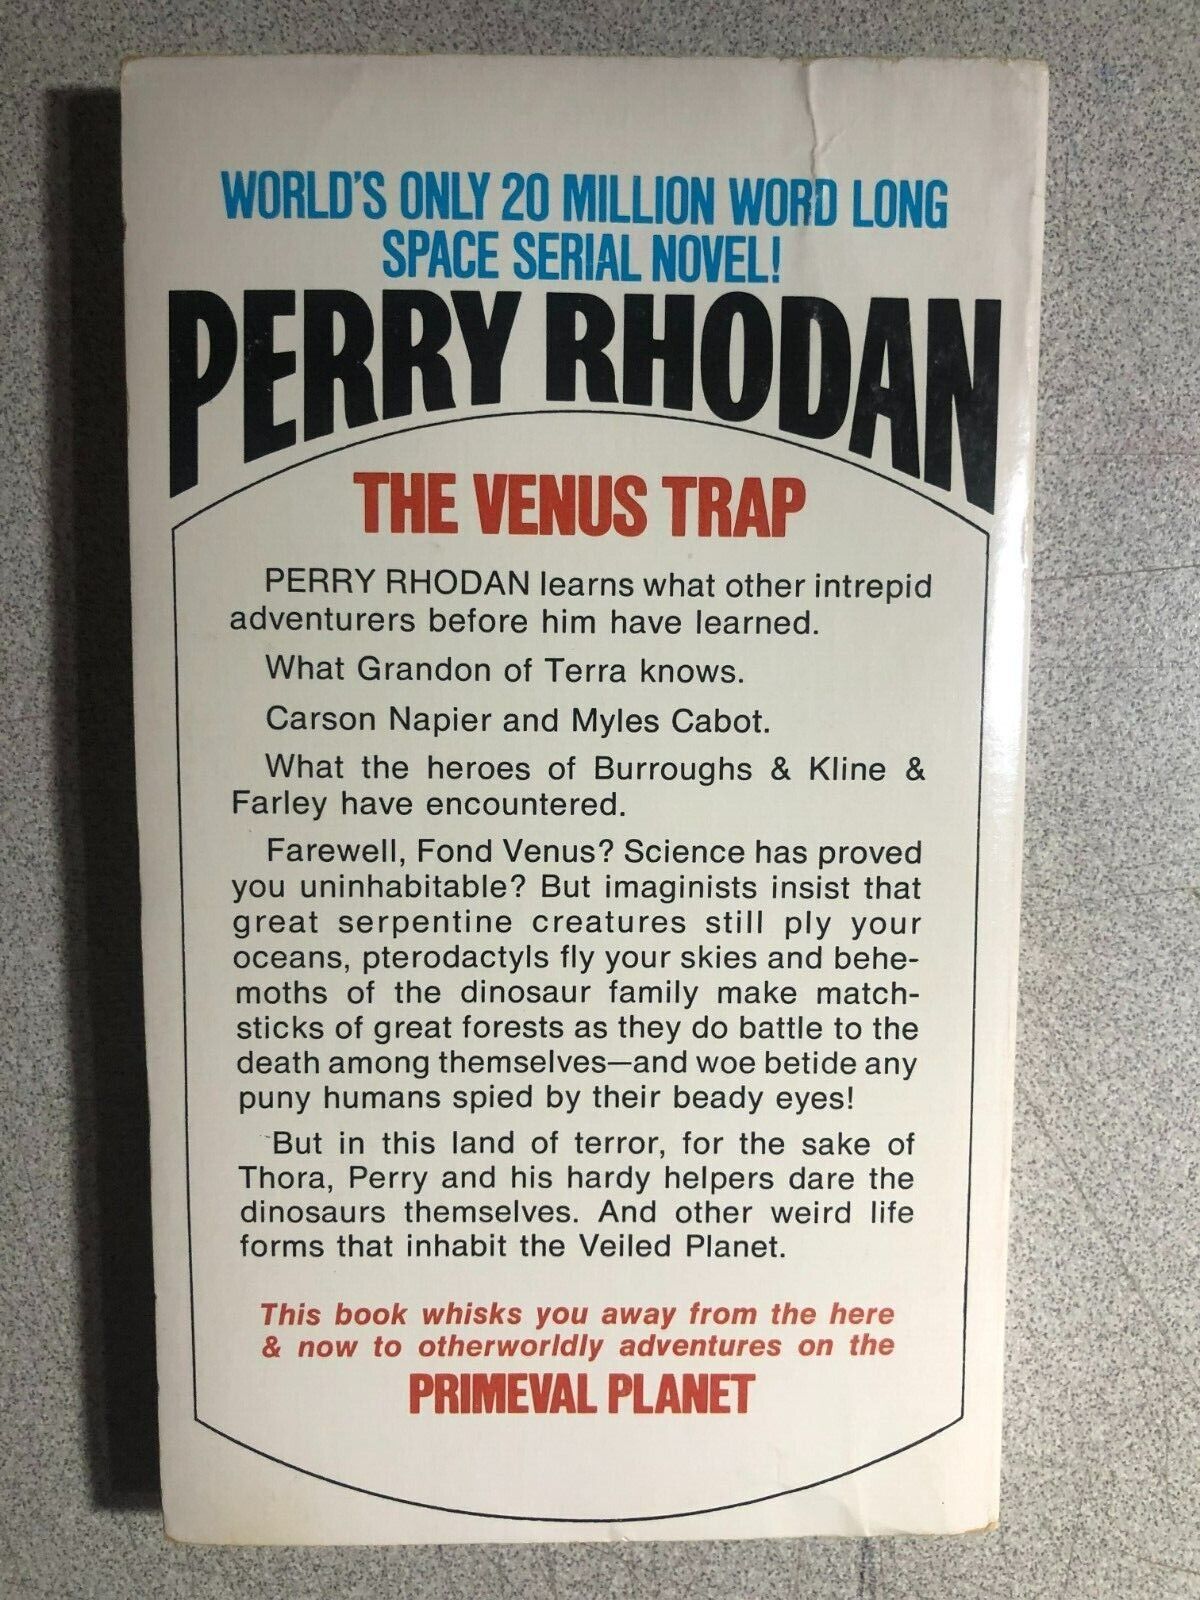 WORLD'S ONLY 20 MILLION WORD LONG
SPACE SERIAL NOVEL!
PERRY RHODAN
THE VENUS TRAP
PERRY RHODAN learns what other intrepid
adventurers before him have learned.
What Grandon of Terra knows.
Carson Napier and Myles Cabot.
What the heroes of Burroughs & Kline &
Farley have encountered.
Farewell, Fond Venus? Science has proved
you uninhabitable? But imaginists insist that
great serpentine creatures still ply your
oceans, pterodactyls fly your skies and behe-
moths of the dinosaur family make match-
sticks of great forests as they do battle to the
death among themselves—and woe betide any
puny humans spied by their beady eyes!
But in this land of terror, for the sake of
Thora, Perry and his hardy helpers dare the
dinosaurs themselves. And other weird life
forms that inhabit the Veiled Planet.
This book whisks you away from the here
& now to otherworldly adventures on the
PRIMEVAL PLANET